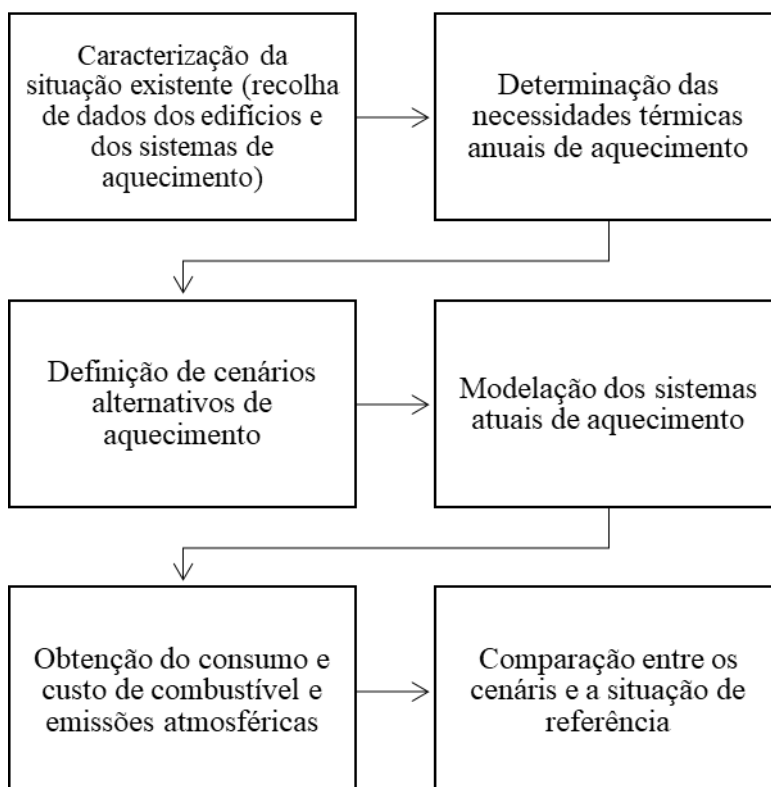 Caracterização da
situação existente (recolha
de dados dos edifícios e
dos sistemas de
aquecimento)
Determinação das
necessidades térmicas
anuais de aquecimento
Definição de cenários
alternativos de
aquecimento
Modelação dos sistemas
atuais de aquecimento
Obtenção do consumo e
custo de combustível e
emissões atmosféricas
Comparação entre os
cenáris e a situação de
referência